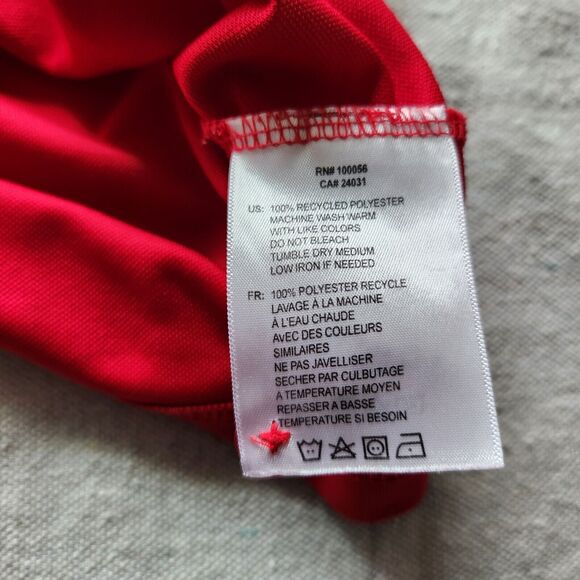 RN# 100056
CA# 24031
US: 100% RECYCLED POLYESTER
MACHINE WASH WARM
WITH LIKE COLORS
DO NOT BLEACH
TUMBLE DRY MEDIUM
LOW IRON IF NEEDED
FR: 100% POLYESTER RECYCLE
LAVAGE À LA MACHINE
À L'EAU CHAUDE
AVEC DES COULEURS
SIMILAIRES
NE PAS JAVELLISER
SECHER PAR CULBUTAGE
A TEMPERATURE MOYEN
REPASSER A BASSE
TEMPERATURE SI BESOIN